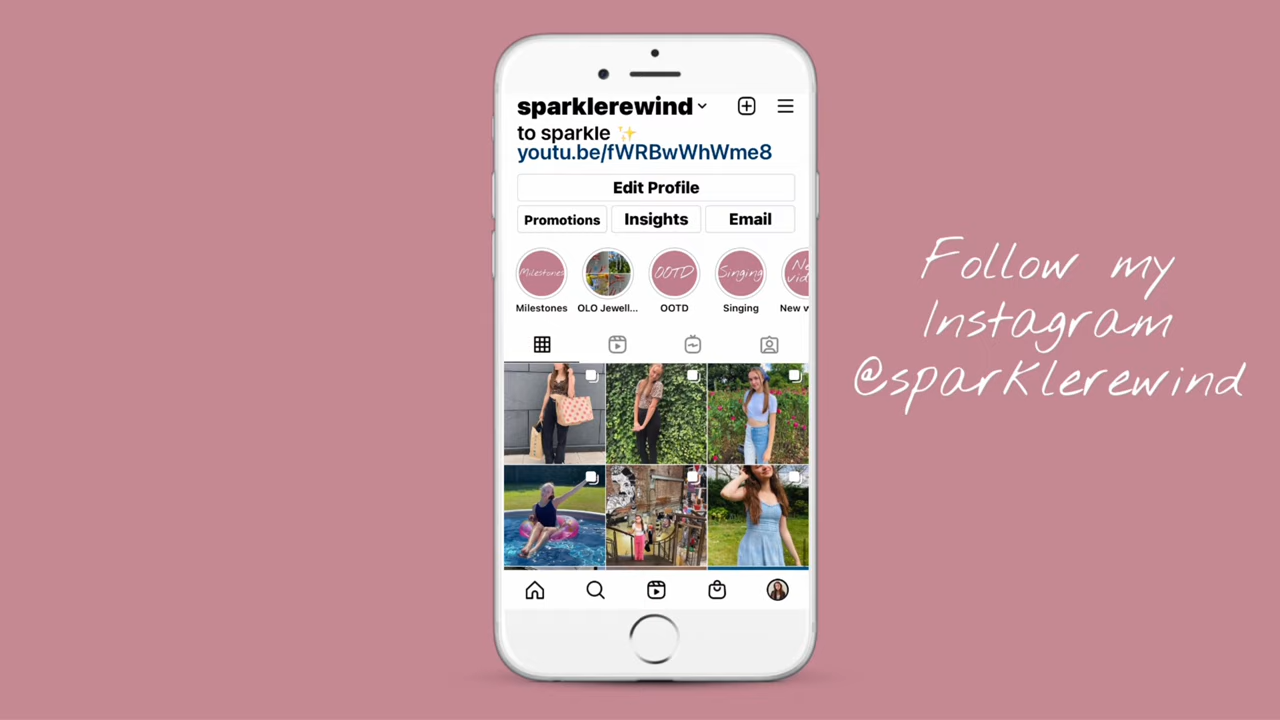 sparklerewind
to sparkle ✨
youtu.be/fWRBwWhWme8
Edit Profile
Promotions Insights Email
Milestones OOTD Singing
Milestones OLO Jewell... OOTD Singing New v
Follow my
Instagram
@sparklerewind